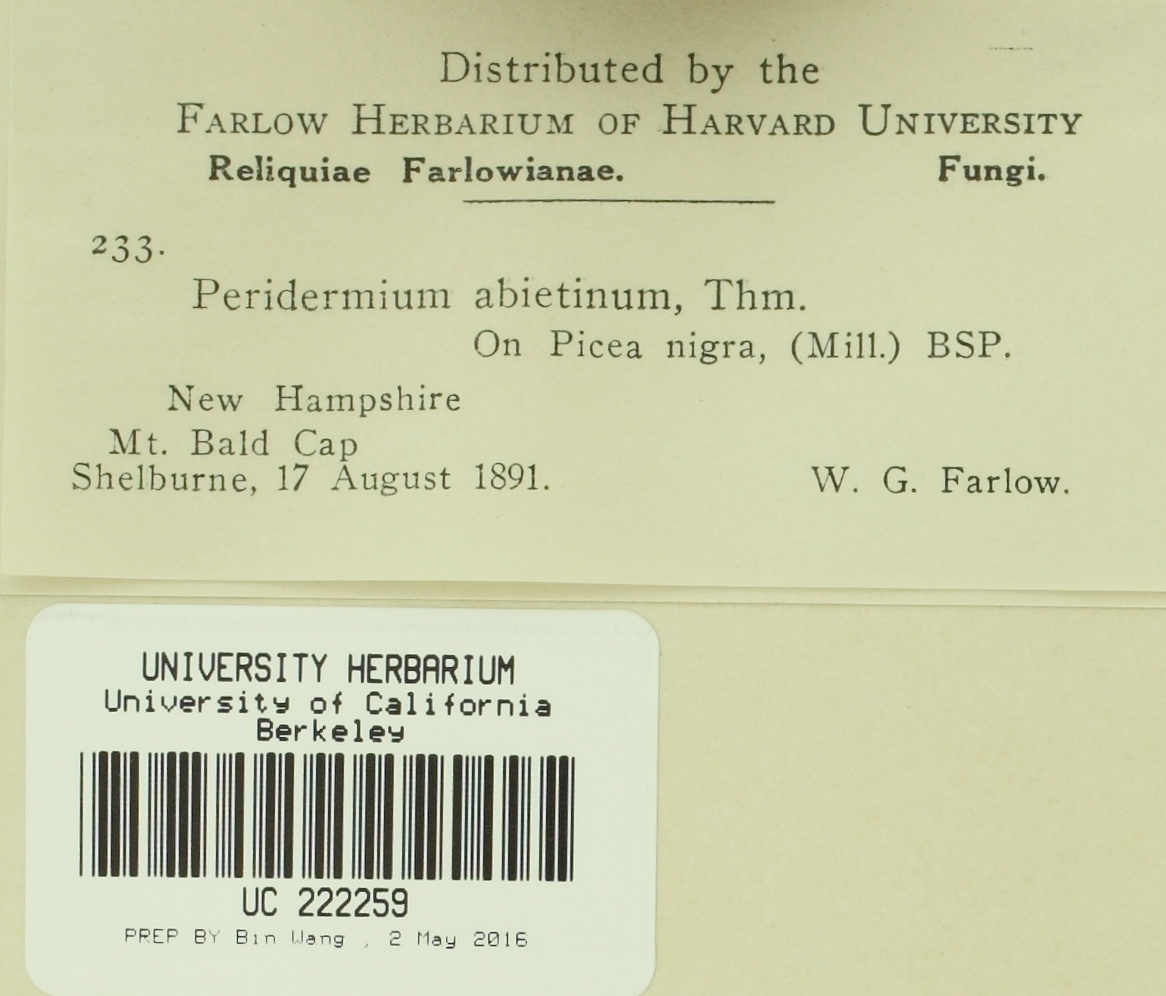 Distributed by the
FARLOW HERBARIUM OF HARVARD UNIVERSITY
Reliquiae Farlowianae. Fungi.
233.
Peridermium abietinum, Thm.
On Picea nigra, (Mill.) BSP.
New Hampshire
Mt. Bald Cap
Shelburne, 17 August 1891. W. G. Farlow.
UNIVERSITY HERBARIUM
University of California
Berkeley
UC 222259
PREP BY Bin Wang , 2 May 2016